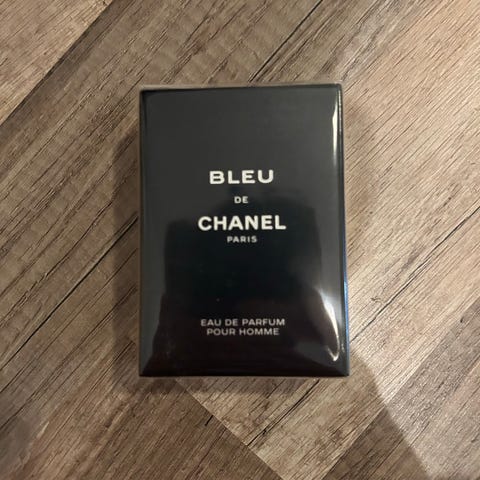 BLEU
DE
CHANEL
PARIS
EAU DE PARFUM
POUR HOMME